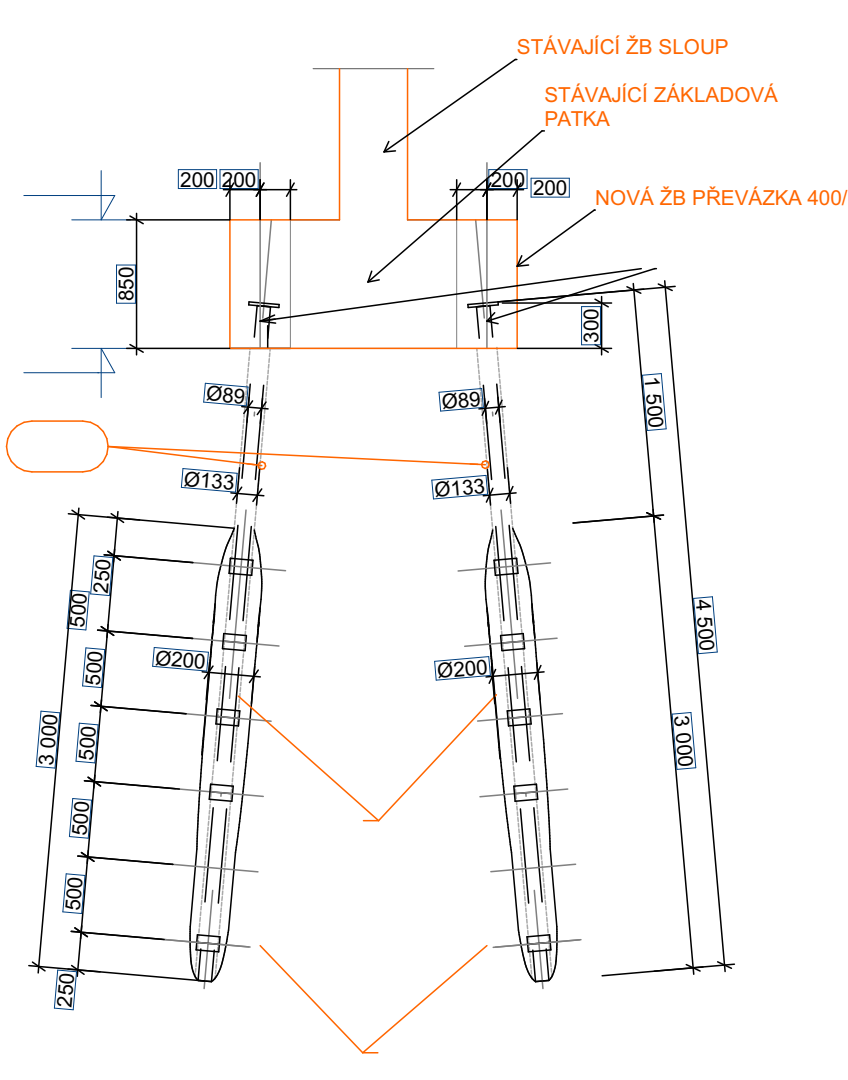 STÁVAJÍCÍ ŽB SLOUP
STÁVAJÍCÍ ZÁKLADOVÁ
PATKA
200
200
200
200
NOVÁ ŽB PŘEVÁZKA 400/
850
300
1 500
Ø89
Ø89
Ø133
Ø133
250
500
4 500
500
Ø200
Ø200
3 000
500
3 000
500
500
250